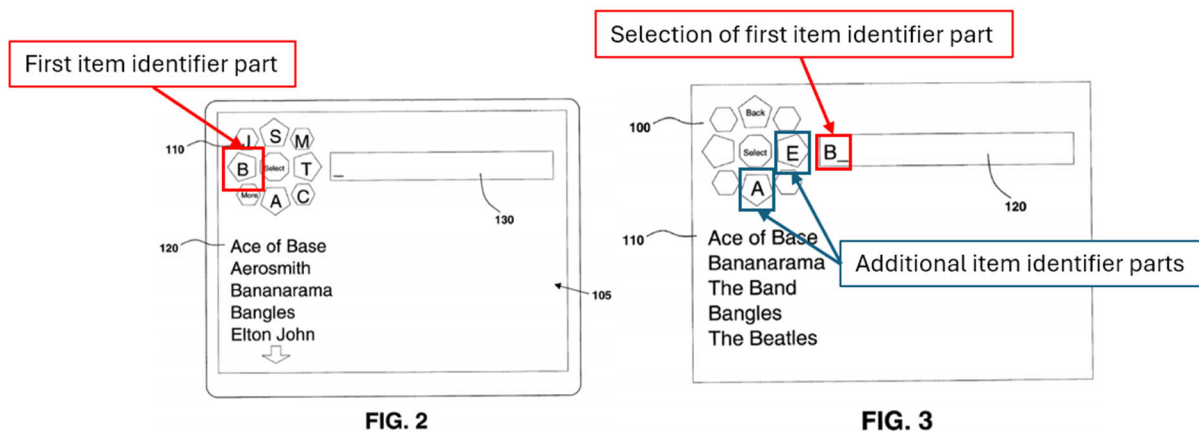 First item identifier part
Selection of first item identifier part
110
J S M
B Select T
More A C
_
130
120
Ace of Base
Aerosmith
Bananarama
Bangles
Elton John
105
FIG. 2
100
Back
Select E
A
B_
120
110
Ace of Base
Bananarama
The Band
Bangles
The Beatles
Additional item identifier parts
FIG. 3